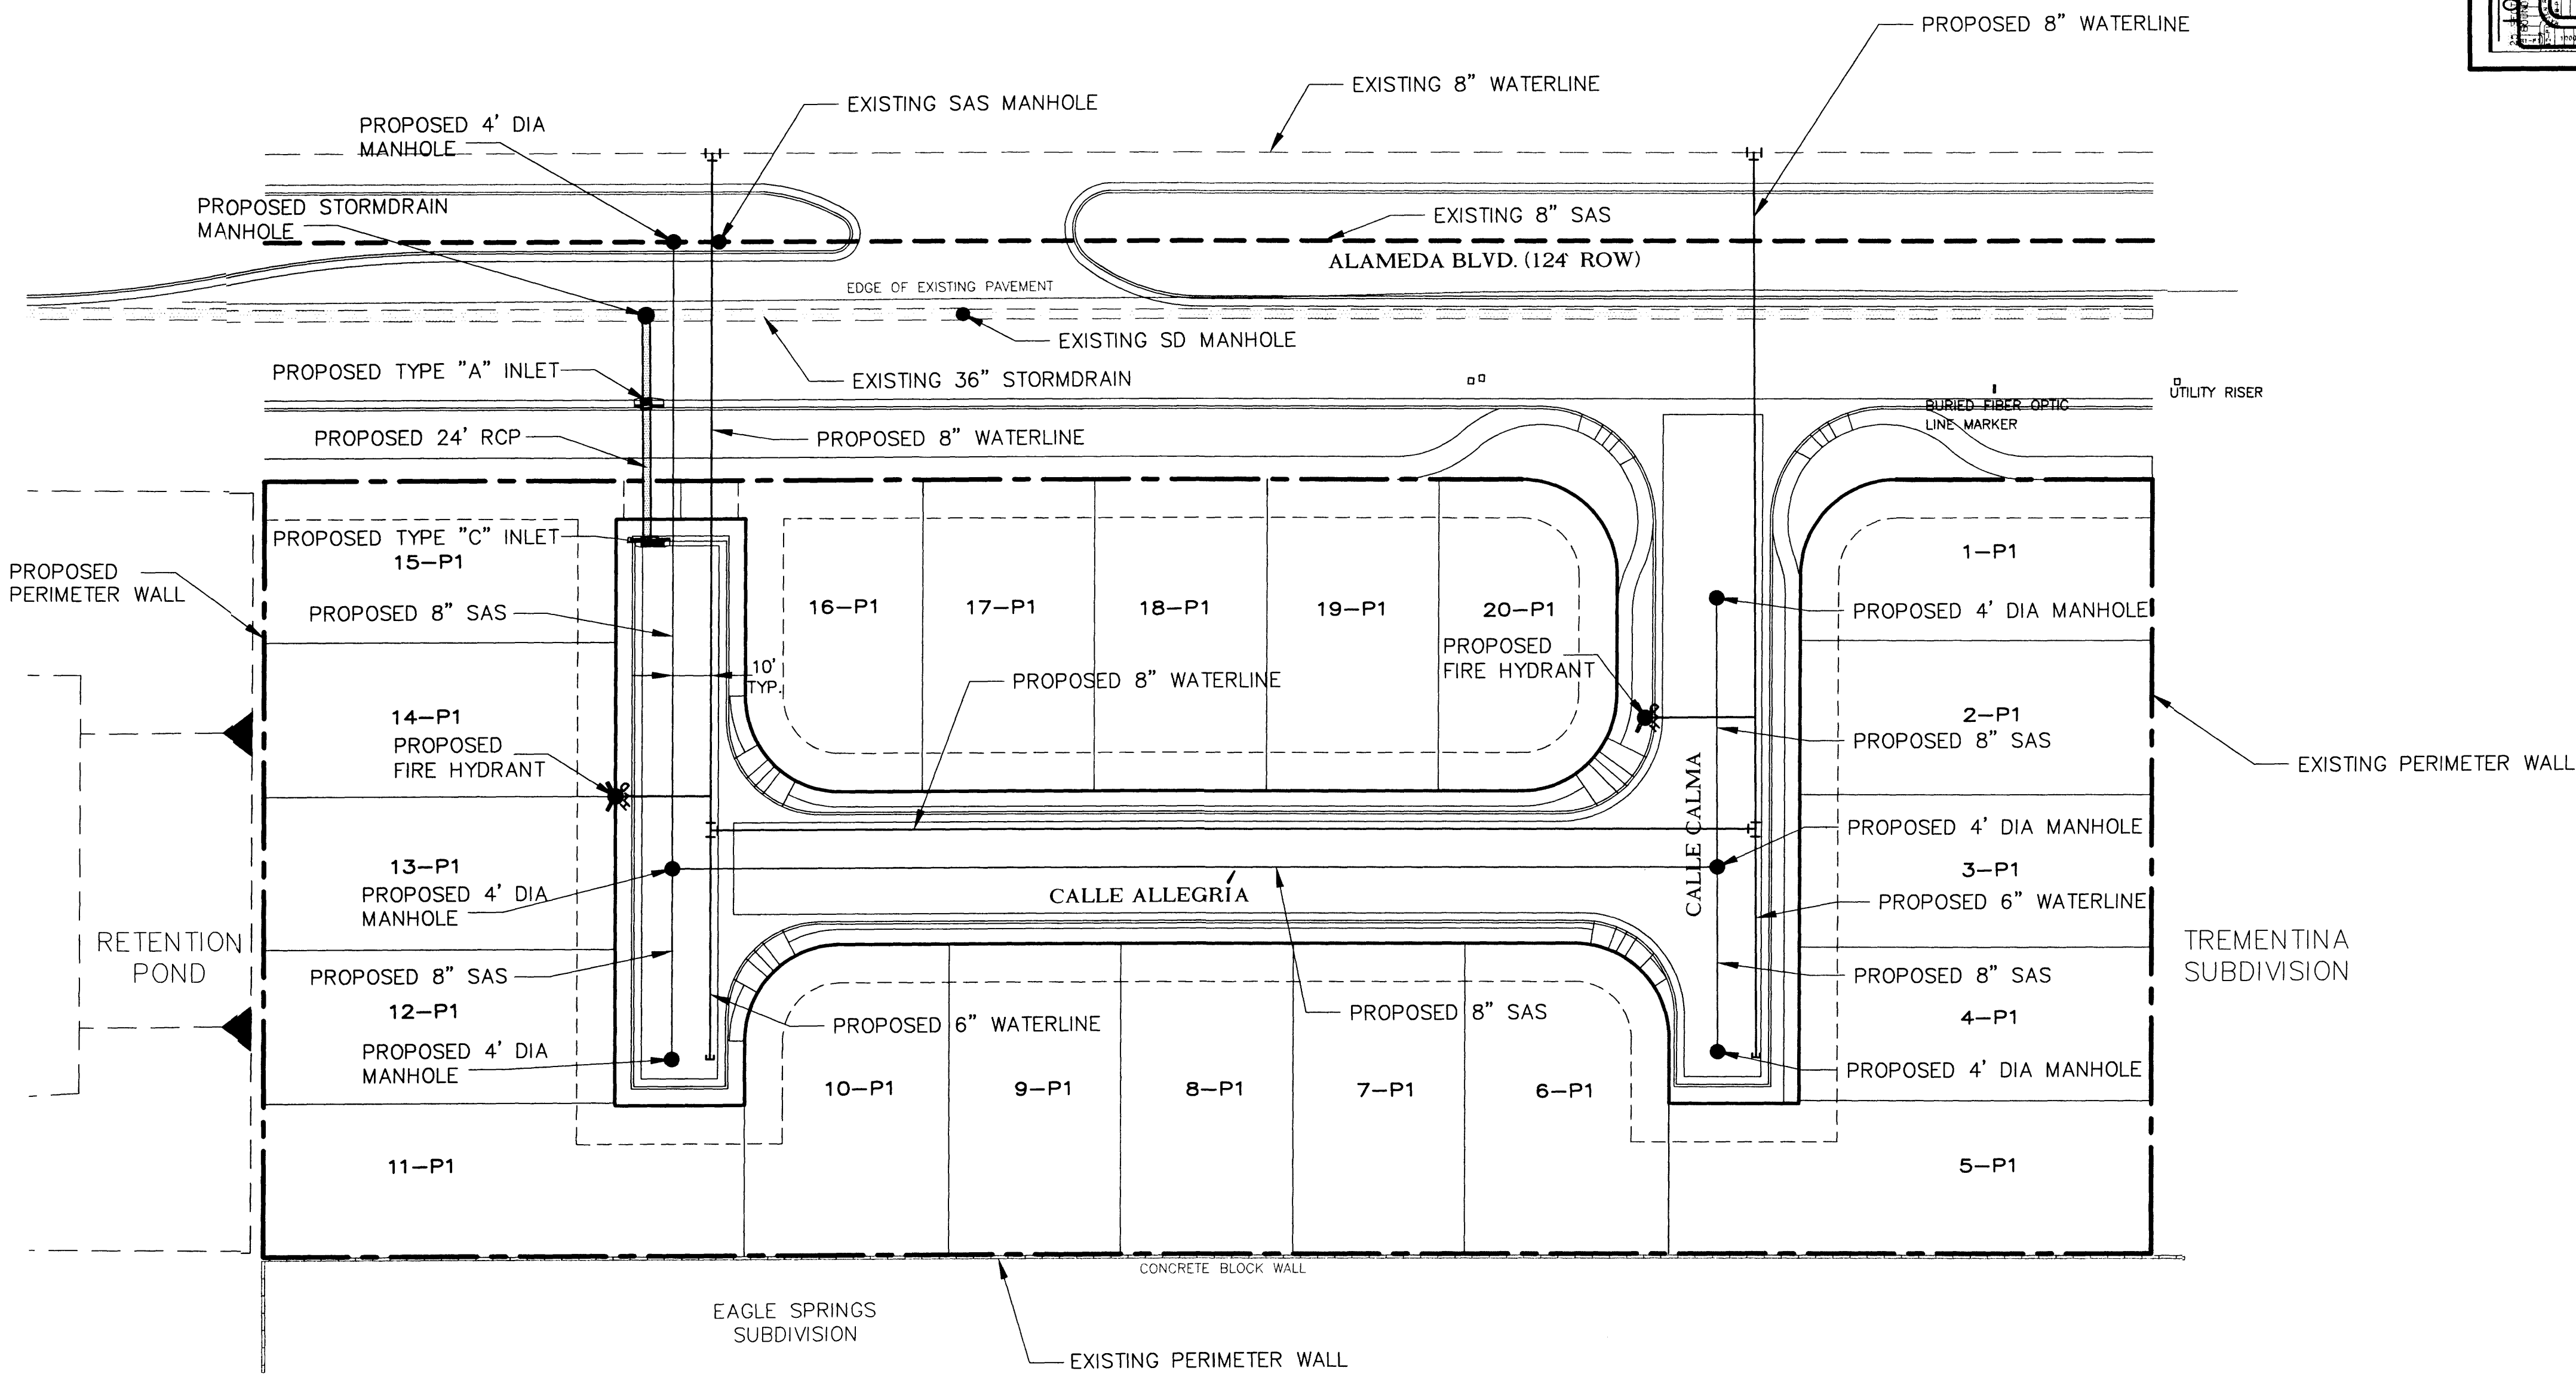 PROPOSED 8" WATERLINE
EXISTING 8" WATERLINE
EXISTING SAS MANHOLE
PROPOSED 4' DIA
MANHOLE
PROPOSED STORMDRAIN
MANHOLE
EXISTING 8" SAS
ALAMEDA BLVD. (124' ROW)
EDGE OF EXISTING PAVEMENT
EXISTING SD MANHOLE
PROPOSED TYPE "A" INLET
EXISTING 36" STORMDRAIN
UTILITY RISER
BURIED FIBER OPTIC
LINE MARKER
PROPOSED 24' RCP
PROPOSED 8" WATERLINE
PROPOSED TYPE "C" INLET
15-P1
1-P1
PROPOSED
PERIMETER WALL
PROPOSED 8" SAS
16-P1
17-P1
18-P1
19-P1
20-P1
PROPOSED 4' DIA MANHOLE
PROPOSED
FIRE HYDRANT
10'
TYP.
PROPOSED 8" WATERLINE
14-P1
2-P1
PROPOSED
FIRE HYDRANT
PROPOSED 8" SAS
EXISTING PERIMETER WALL
CALLE CALMA
PROPOSED 4' DIA MANHOLE
13-P1
3-P1
PROPOSED 4' DIA
MANHOLE
CALLE ALLEGRÍA
PROPOSED 6" WATERLINE
RETENTION
POND
TREMENTINA
SUBDIVISION
PROPOSED 8" SAS
PROPOSED 8" SAS
12-P1
PROPOSED 6" WATERLINE
PROPOSED 8" SAS
4-P1
PROPOSED 4' DIA
MANHOLE
PROPOSED 4' DIA MANHOLE
10-P1
9-P1
8-P1
7-P1
6-P1
11-P1
5-P1
CONCRETE BLOCK WALL
EAGLE SPRINGS
SUBDIVISION
EXISTING PERIMETER WALL